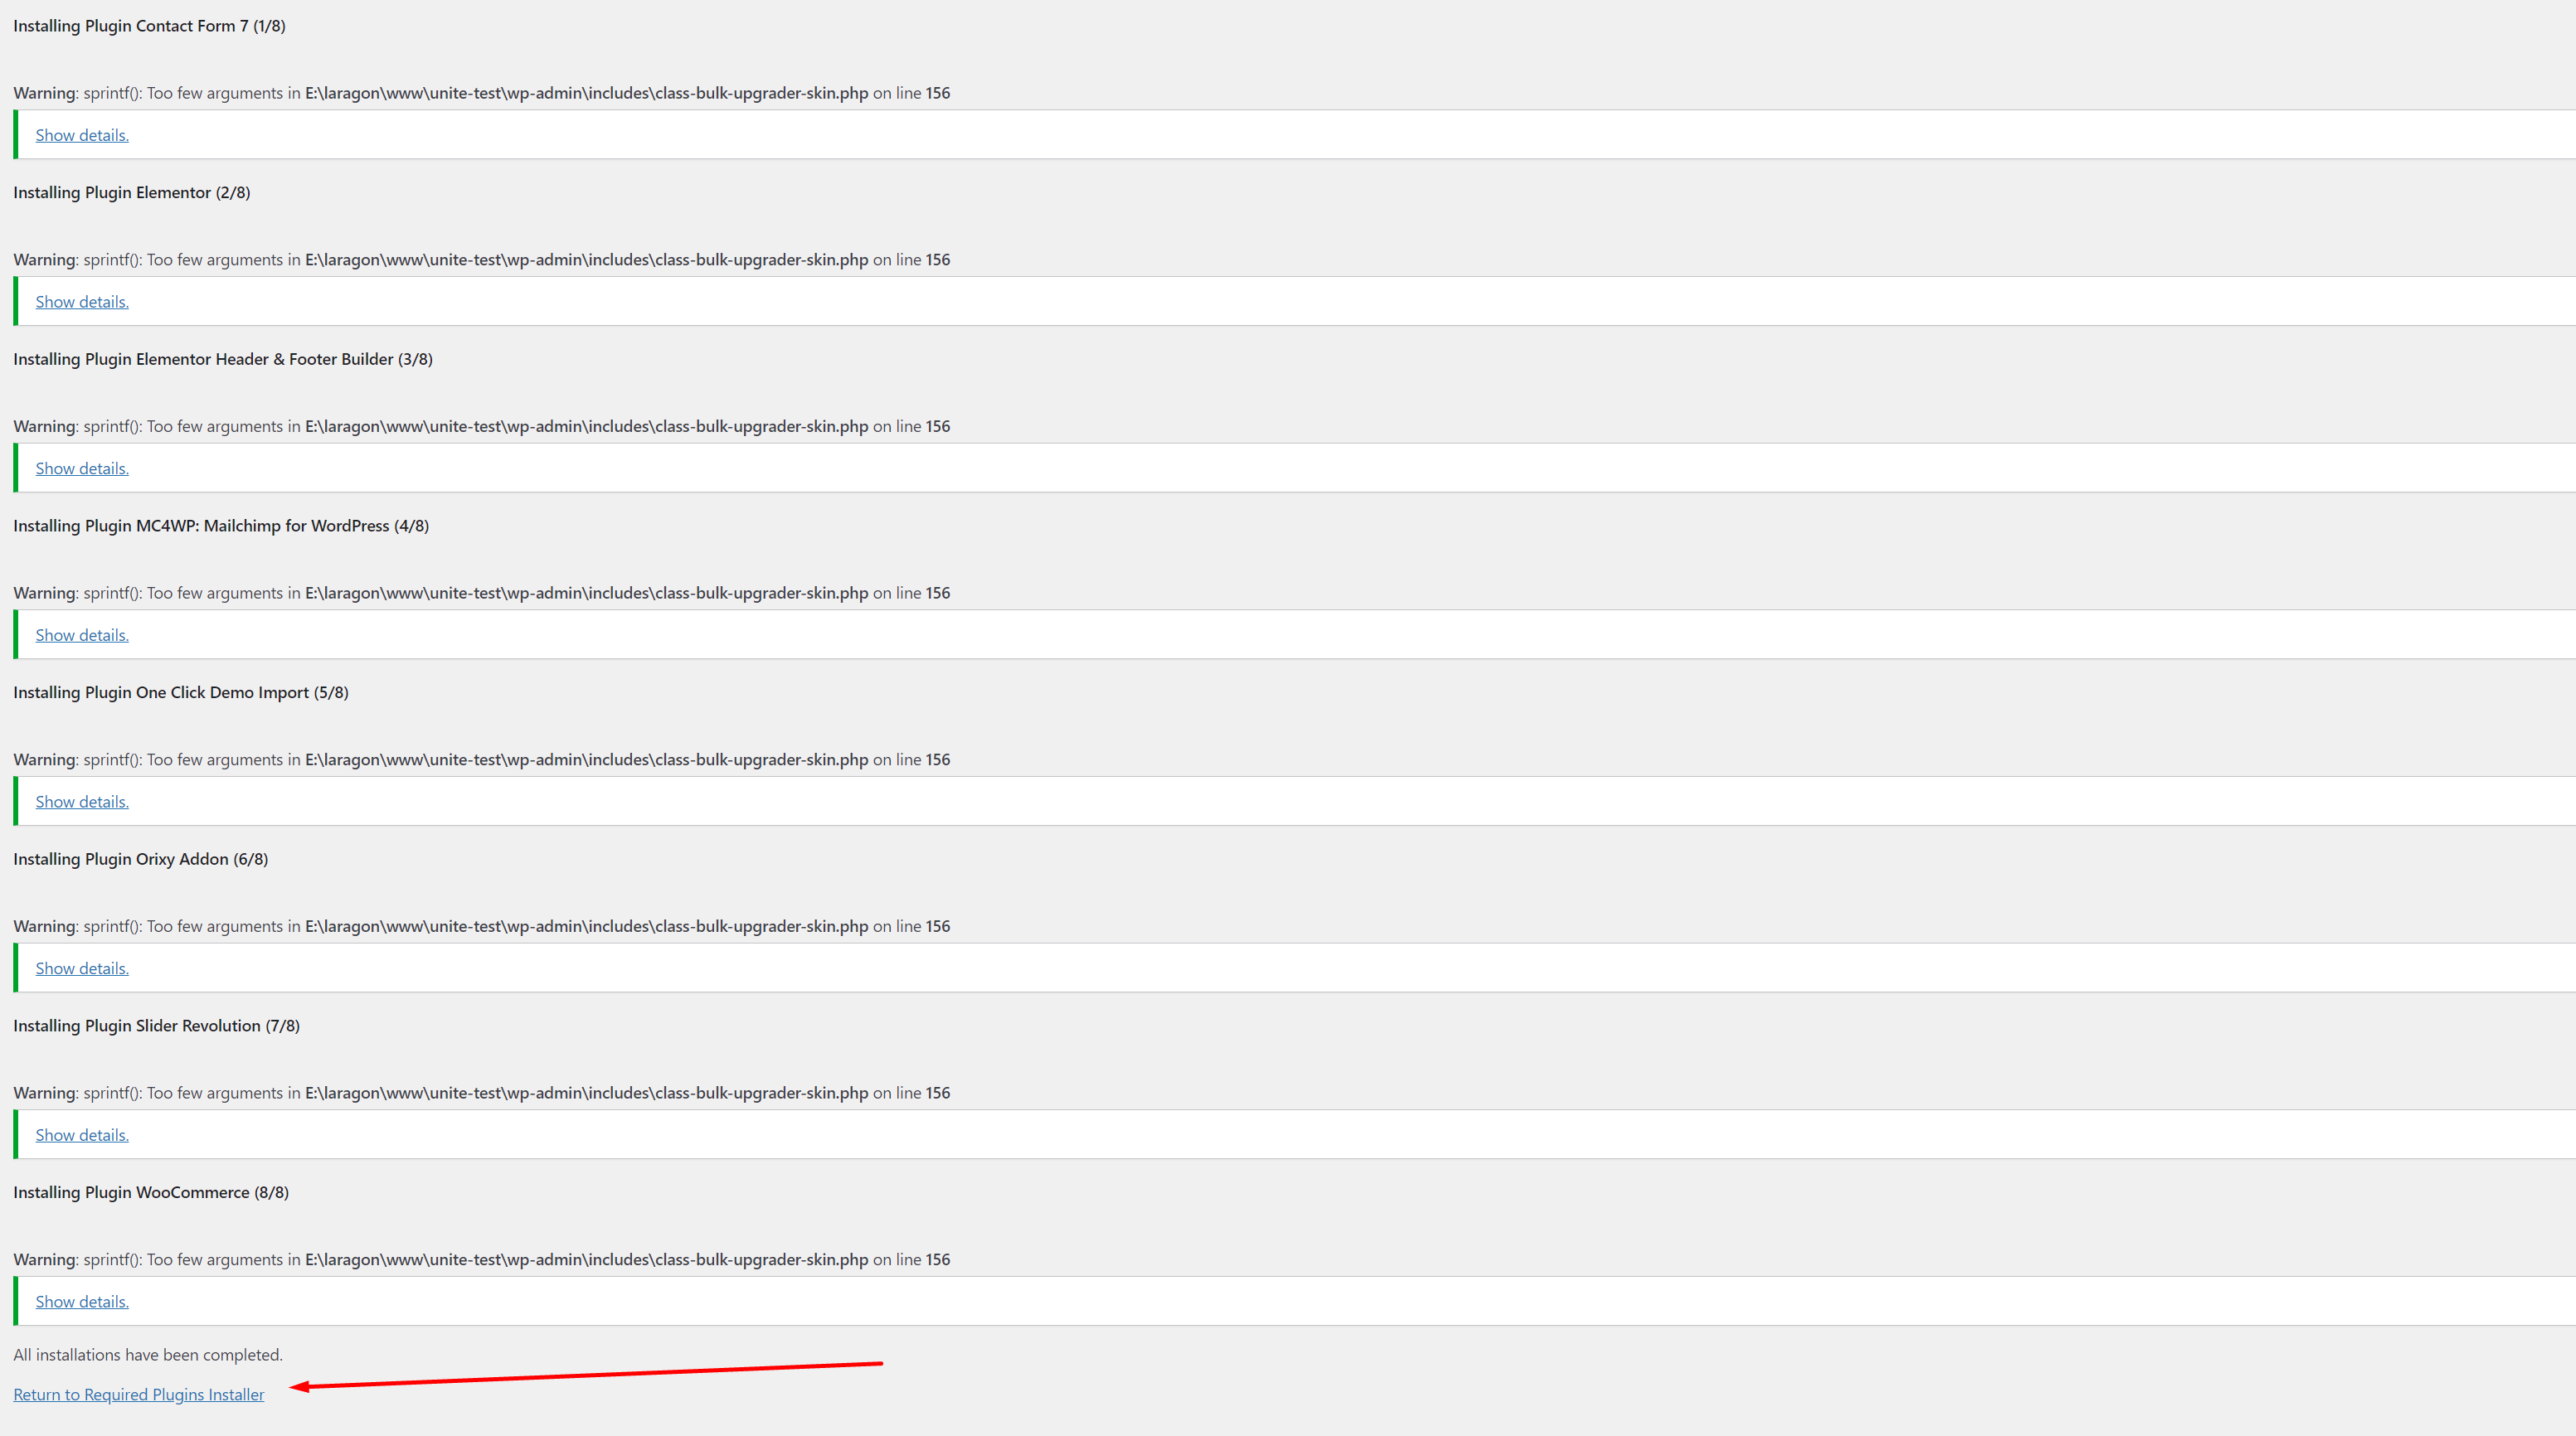 Installing Plugin Contact Form 7 (1/8)
Warning: sprintf(): Too few arguments in E:\laragon\www\unite-test\wp-admin\includes\class-bulk-upgrader-skin.php on line 156
Show details.
Installing Plugin Elementor (2/8)
Warning: sprintf(): Too few arguments in E:\laragon\www\unite-test\wp-admin\includes\class-bulk-upgrader-skin.php on line 156
Show details.
Installing Plugin Elementor Header & Footer Builder (3/8)
Warning: sprintf(): Too few arguments in E:\laragon\www\unite-test\wp-admin\includes\class-bulk-upgrader-skin.php on line 156
Show details.
Installing Plugin MC4WP: Mailchimp for WordPress (4/8)
Warning: sprintf(): Too few arguments in E:\laragon\www\unite-test\wp-admin\includes\class-bulk-upgrader-skin.php on line 156
Show details.
Installing Plugin One Click Demo Import (5/8)
Warning: sprintf(): Too few arguments in E:\laragon\www\unite-test\wp-admin\includes\class-bulk-upgrader-skin.php on line 156
Show details.
Installing Plugin Orixy Addon (6/8)
Warning: sprintf(): Too few arguments in E:\laragon\www\unite-test\wp-admin\includes\class-bulk-upgrader-skin.php on line 156
Show details.
Installing Plugin Slider Revolution (7/8)
Warning: sprintf(): Too few arguments in E:\laragon\www\unite-test\wp-admin\includes\class-bulk-upgrader-skin.php on line 156
Show details.
Installing Plugin WooCommerce (8/8)
Warning: sprintf(): Too few arguments in E:\laragon\www\unite-test\wp-admin\includes\class-bulk-upgrader-skin.php on line 156
Show details.
All installations have been completed.
Return to Required Plugins Installer